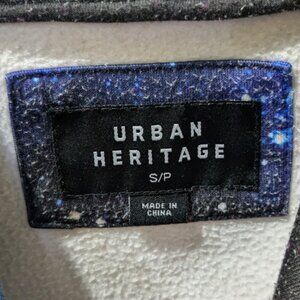 URBAN
HERITAGE
S/P
MADE IN
CHINA